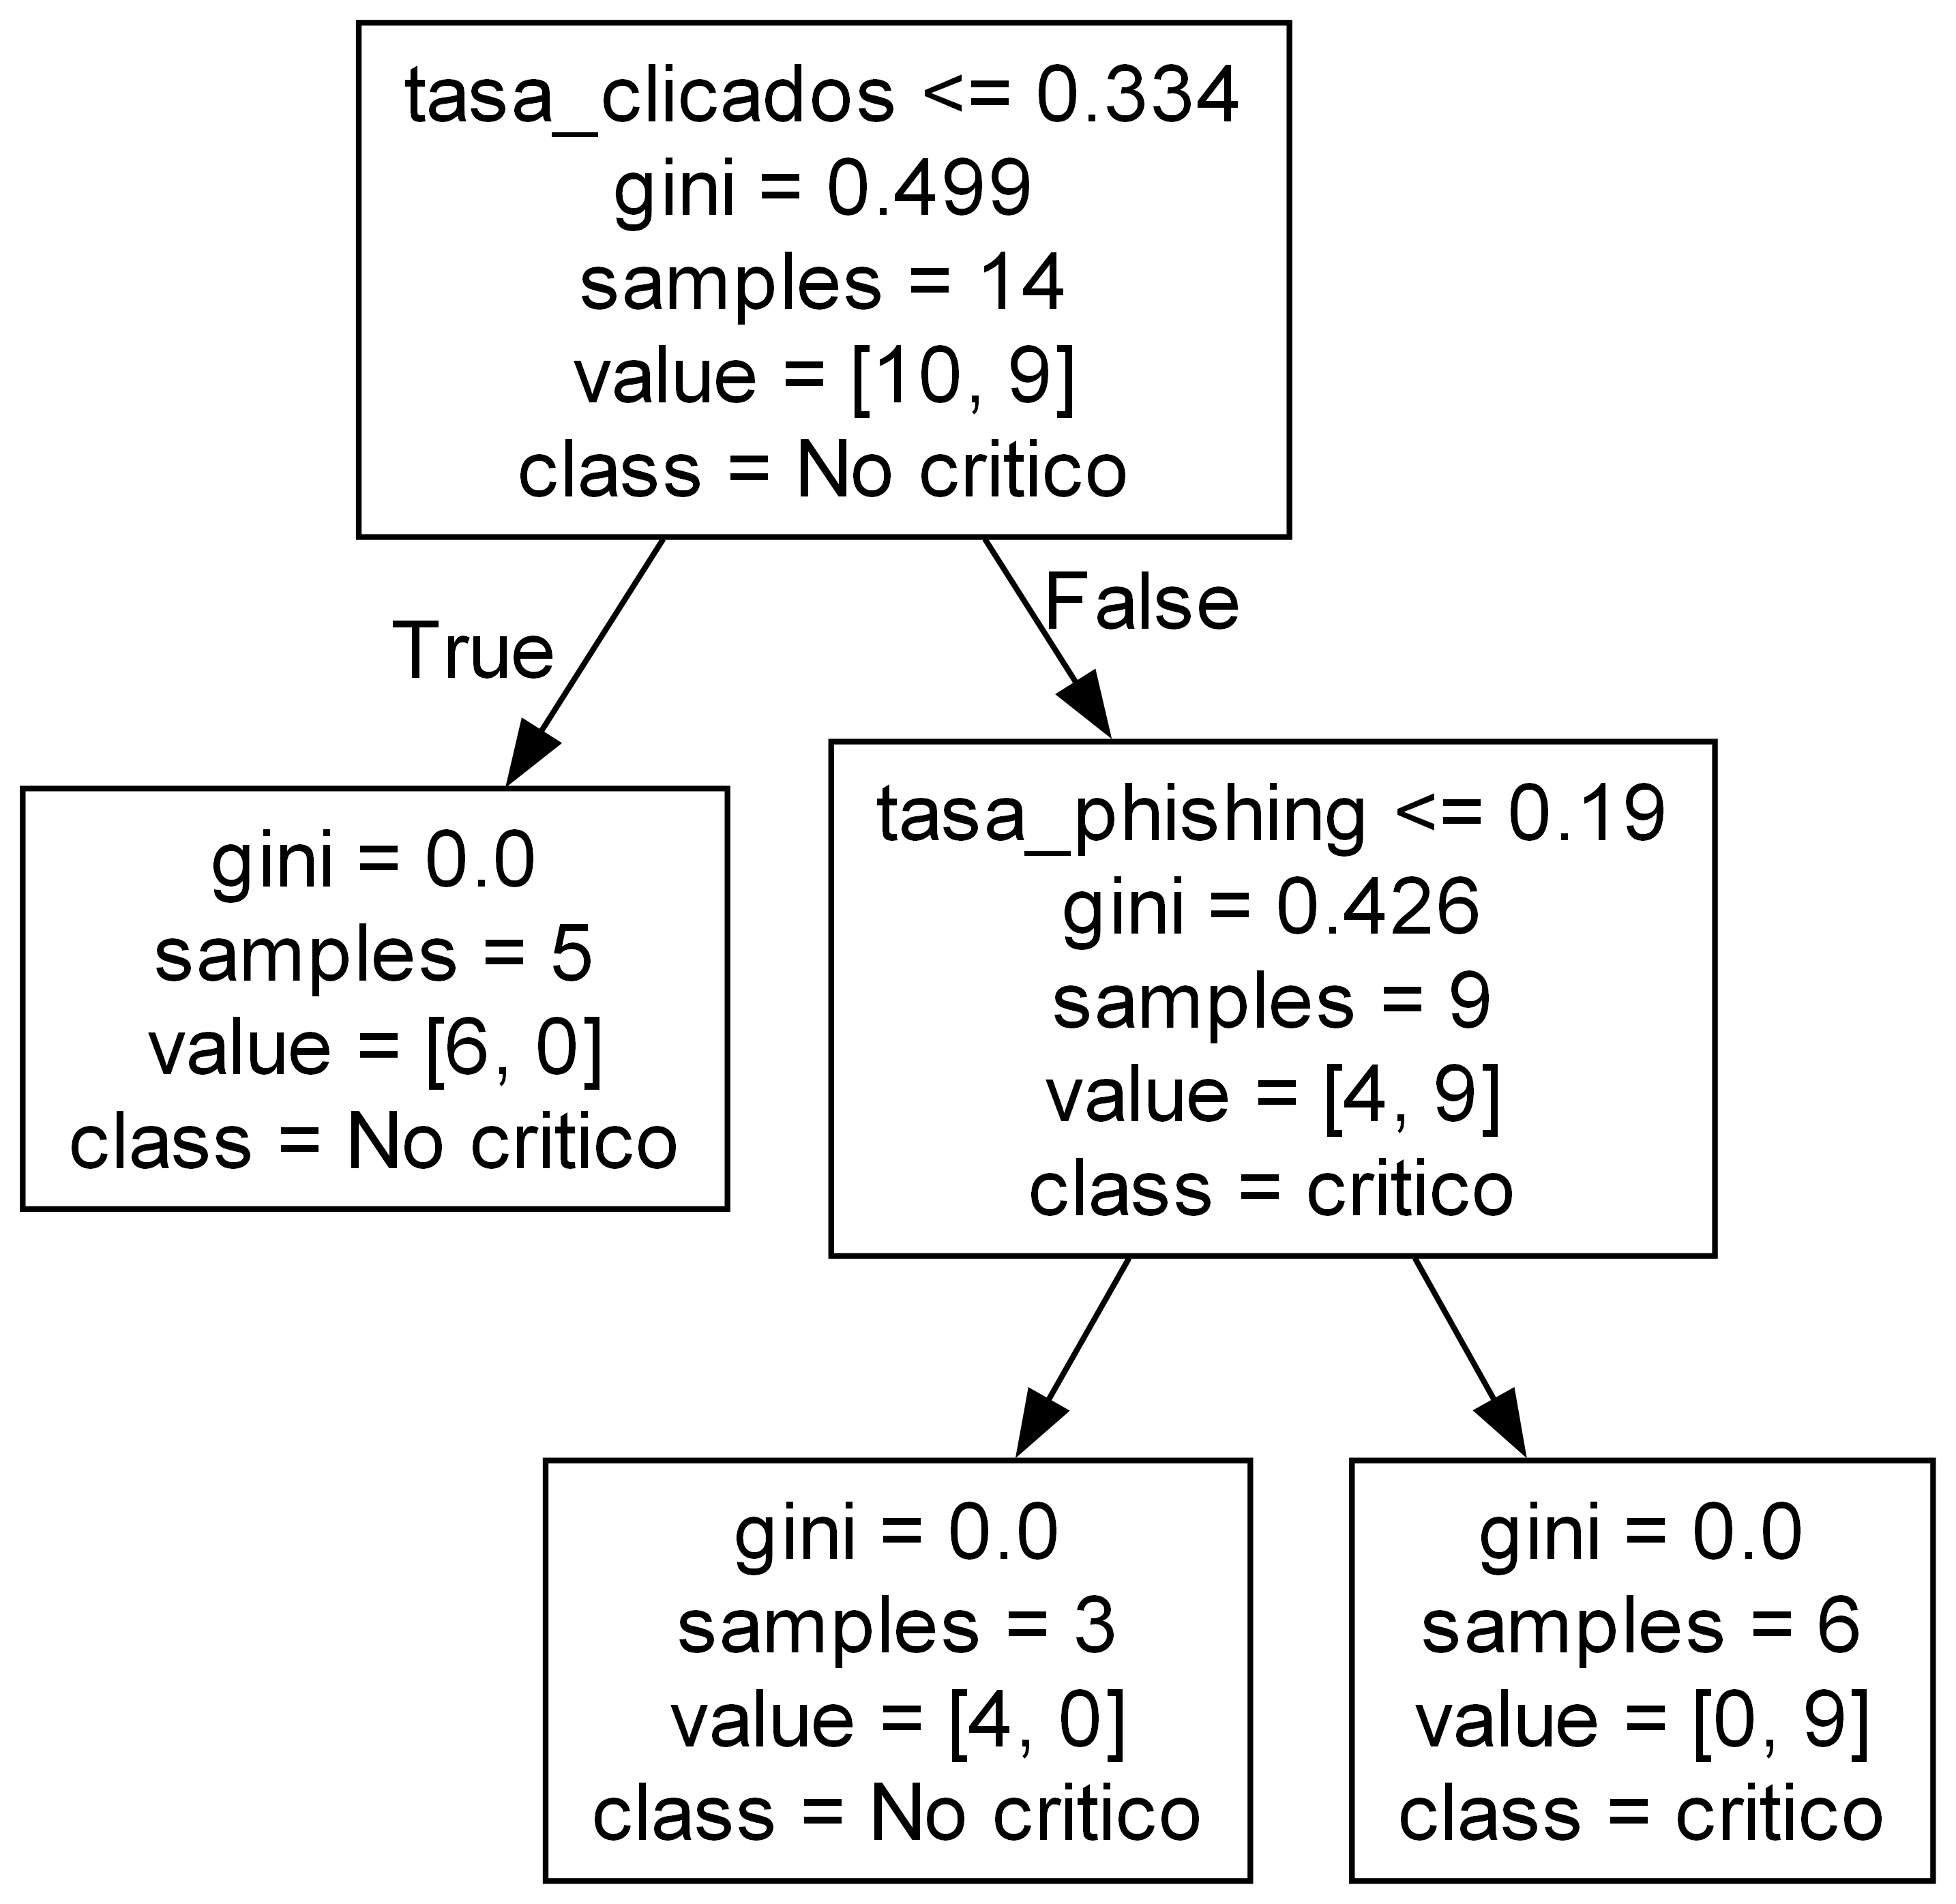 tasa_clicados <= 0.334
gini = 0.499
samples = 14
value = [10, 9]
class = No critico
True
False
gini = 0.0
samples = 5
value = [6, 0]
class = No critico
tasa_phishing <= 0.19
gini = 0.426
samples = 9
value = [4, 9]
class = critico
gini = 0.0
samples = 3
value = [4, 0]
class = No critico
gini = 0.0
samples = 6
value = [0, 9]
class = critico